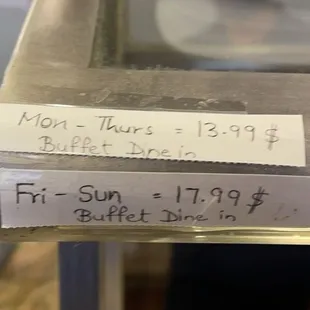 Mon - Thurs = 13.99 $
Buffet Dine in
Fri - Sun = 17.99 $
Buffet Dine in